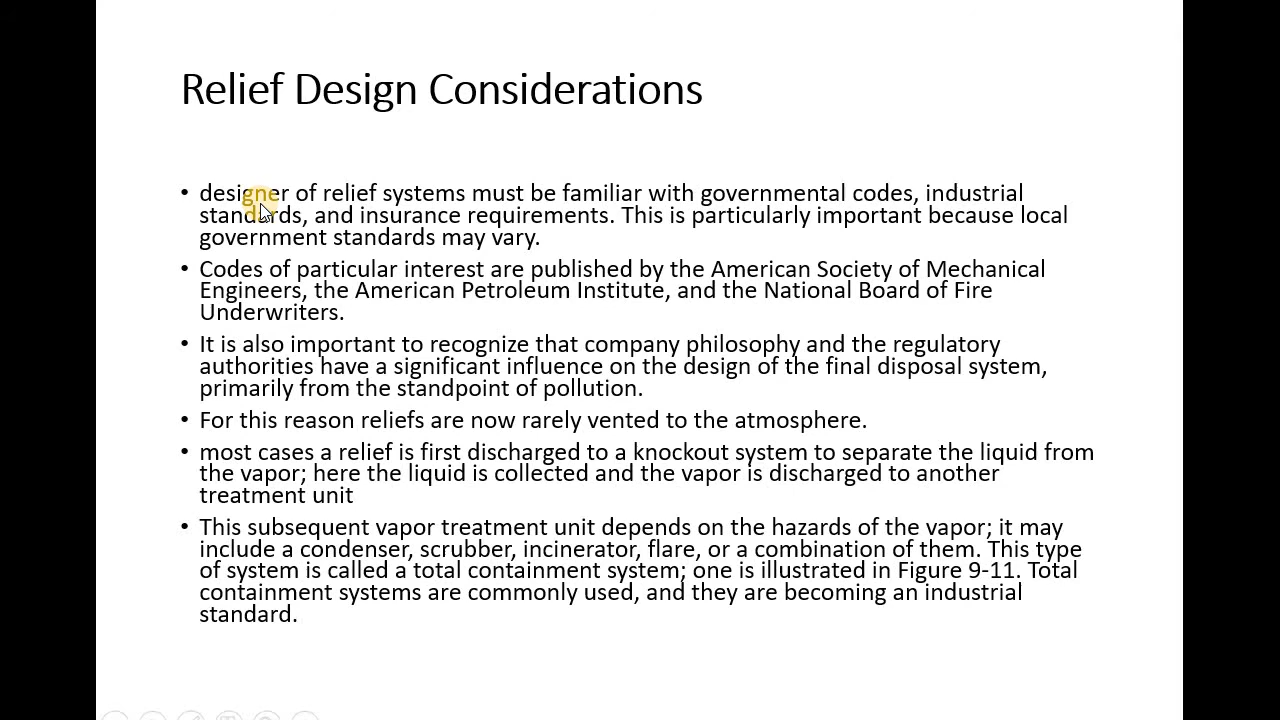 Relief Design Considerations
• designer of relief systems must be familiar with governmental codes, industrial
standards, and insurance requirements. This is particularly important because local
government standards may vary.
• Codes of particular interest are published by the American Society of Mechanical
Engineers, the American Petroleum Institute, and the National Board of Fire
Underwriters.
• It is also important to recognize that company philosophy and the regulatory
authorities have a significant influence on the design of the final disposal system,
primarily from the standpoint of pollution.
• For this reason reliefs are now rarely vented to the atmosphere.
• most cases a relief is first discharged to a knockout system to separate the liquid from
the vapor; here the liquid is collected and the vapor is discharged to another
treatment unit
• This subsequent vapor treatment unit depends on the hazards of the vapor; it may
include a condenser, scrubber, incinerator, flare, or a combination of them. This type
of system is called a total containment system; one is illustrated in Figure 9-11. Total
containment systems are commonly used, and they are becoming an industrial
standard.